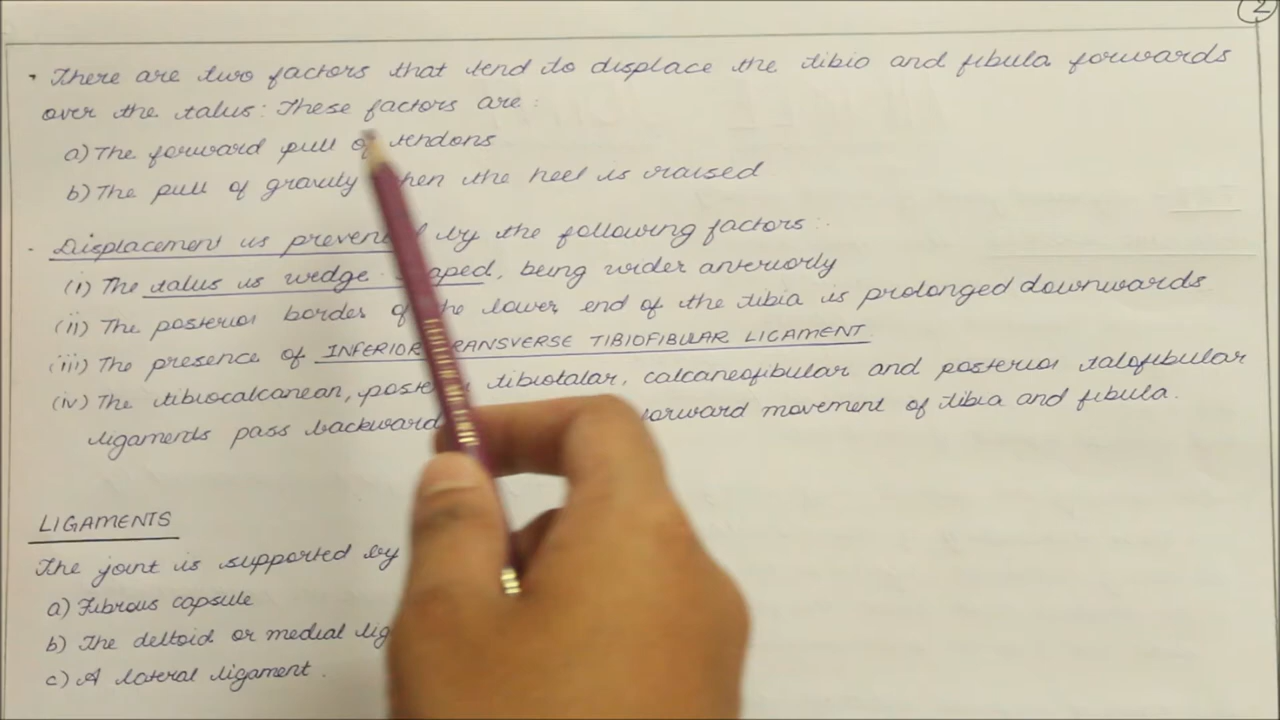 2
• There are two factors that tend to displace the tibia and fibula forwards
over the talus: These factors are:
a) The forward pull of tendons
b) The pull of gravity when the heel is raised
• Displacement is prevented by the following factors:
(i) The talus is wedge shaped, being wider anteriorly
(ii) The posterior border of the lower end of the tibia is prolonged downwards
(iii) The presence of INFERIOR TRANSVERSE TIBIOFIBULAR LIGAMENT.
(iv) The tibiocalcanean, posterior tibiotalar, calcaneofibular and posterior talofibular
ligaments pass backward forward movement of tibia and fibula.
LIGAMENTS
The joint is supported by
a) Fibrous capsule
b) The deltoid or medial
c) A lateral ligament.